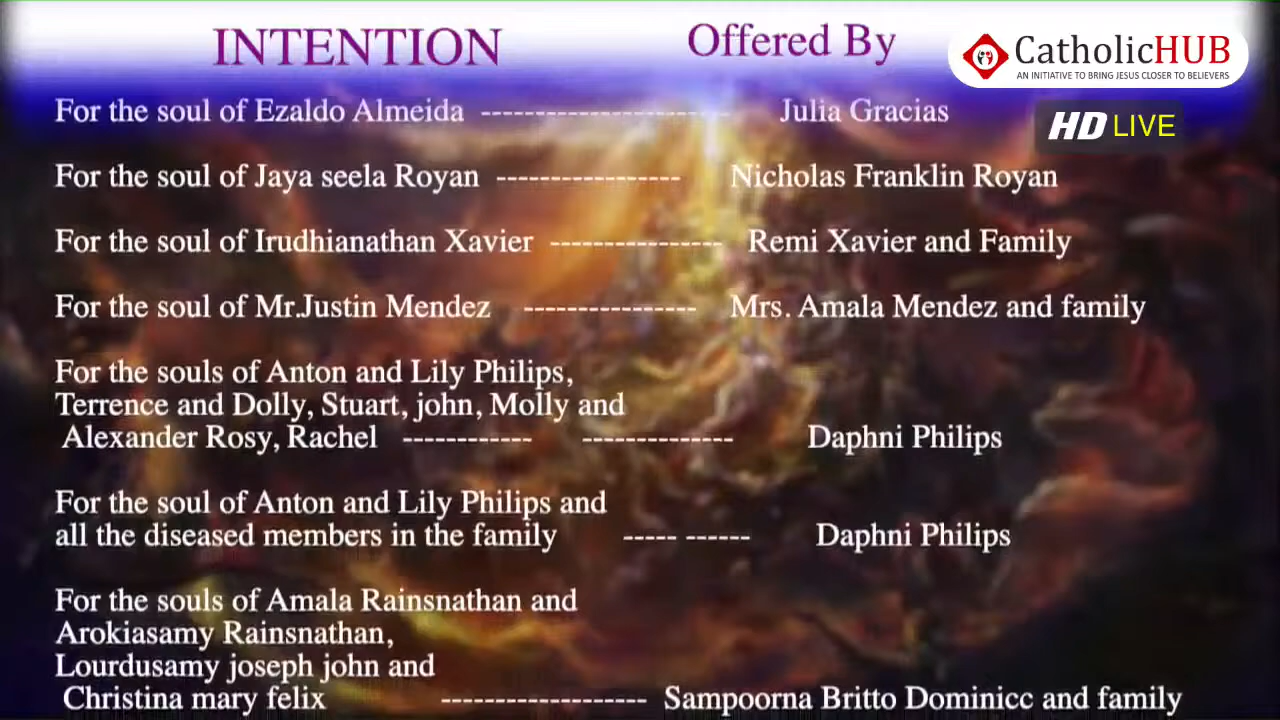 INTENTION Offered By
CatholicHUB
AN INITIATIVE TO BRING JESUS CLOSER TO BELIEVERS
HD LIVE
For the soul of Ezaldo Almeida ----------------------- Julia Gracias
For the soul of Jaya seela Royan ----------------- Nicholas Franklin Royan
For the soul of Irudhianathan Xavier ---------------- Remi Xavier and Family
For the soul of Mr.Justin Mendez ---------------- Mrs. Amala Mendez and family
For the souls of Anton and Lily Philips,
Terrence and Dolly, Stuart, john, Molly and
Alexander Rosy, Rachel ------------ -------------- Daphni Philips
For the soul of Anton and Lily Philips and
all the diseased members in the family ----- ------ Daphni Philips
For the souls of Amala Rainsnathan and
Arokiasamy Rainsnathan,
Lourdusamy joseph john and
Christina mary felix ------------------- Sampoorna Britto Dominicc and family